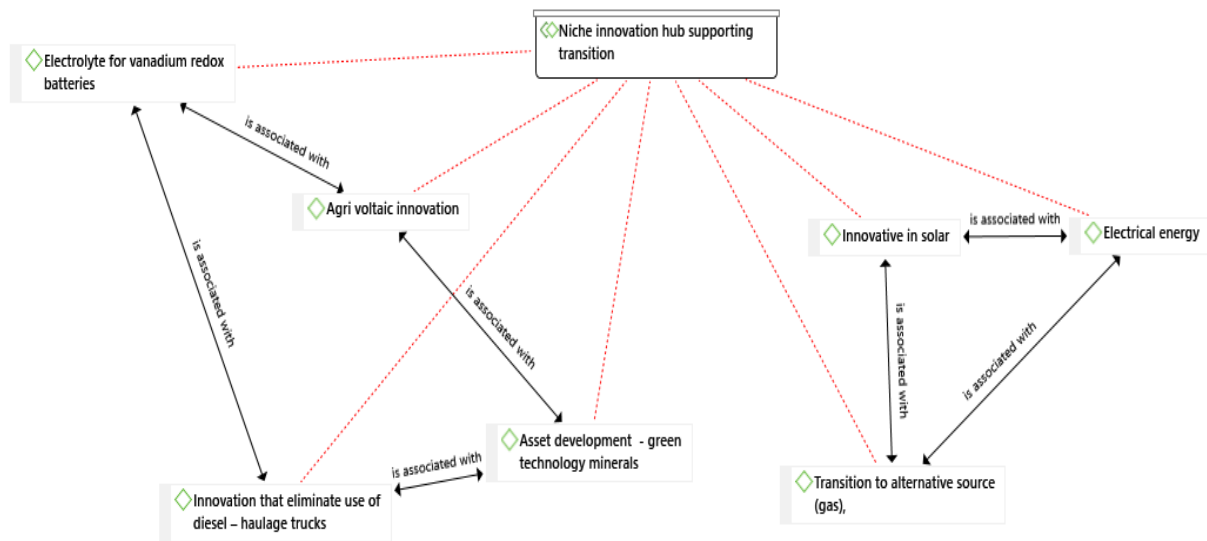 Niche innovation hub supporting
transition
Electrolyte for vanadium redox
batteries
is associated with
Agri voltaic innovation
is associated with
Innovative in solar
is associated with
Electrical energy
is associated with
is associated with
is associated with
Asset development  - green
technology minerals
is associated with
Innovation that eliminate use of
diesel – haulage trucks
Transition to alternative source
(gas),